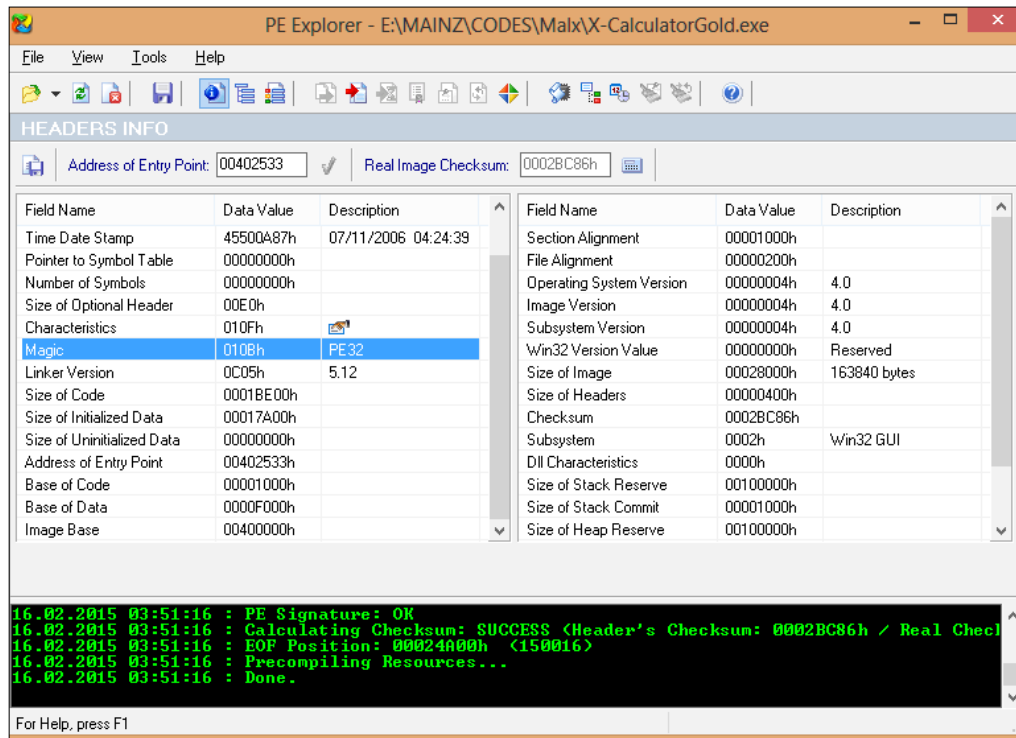 PE Explorer - E:\MAINZ\CODES\Malx\X-CalculatorGold.exe
File View Tools Help
HEADERS INFO
Address of Entry Point: 00402533 Real Image Checksum: 0002BC86h
Field Name Data Value Description
Time Date Stamp 45500A87h 07/11/2006 04:24:39
Pointer to Symbol Table 00000000h
Number of Symbols 00000000h
Size of Optional Header 00E0h
Characteristics 010Fh
Magic 010Bh PE32
Linker Version 0C05h 5.12
Size of Code 0001BE00h
Size of Initialized Data 00017A00h
Size of Uninitialized Data 00000000h
Address of Entry Point 00402533h
Base of Code 00001000h
Base of Data 0000F000h
Image Base 00400000h
Field Name Data Value Description
Section Alignment 00001000h
File Alignment 00000200h
Operating System Version 00000004h 4.0
Image Version 00000004h 4.0
Subsystem Version 00000004h 4.0
Win32 Version Value 00000000h Reserved
Size of Image 00028000h 163840 bytes
Size of Headers 00000400h
Checksum 0002BC86h
Subsystem 0002h Win32 GUI
Dll Characteristics 0000h
Size of Stack Reserve 00100000h
Size of Stack Commit 00001000h
Size of Heap Reserve 00100000h
16.02.2015 03:51:16 : PE Signature: OK
16.02.2015 03:51:16 : Calculating Checksum: SUCCESS (Header's Checksum: 0002BC86h / Real Chec
16.02.2015 03:51:16 : EOF Position: 00024A00h (150016)
16.02.2015 03:51:16 : Precompiling Resources...
16.02.2015 03:51:16 : Done.
For Help, press F1